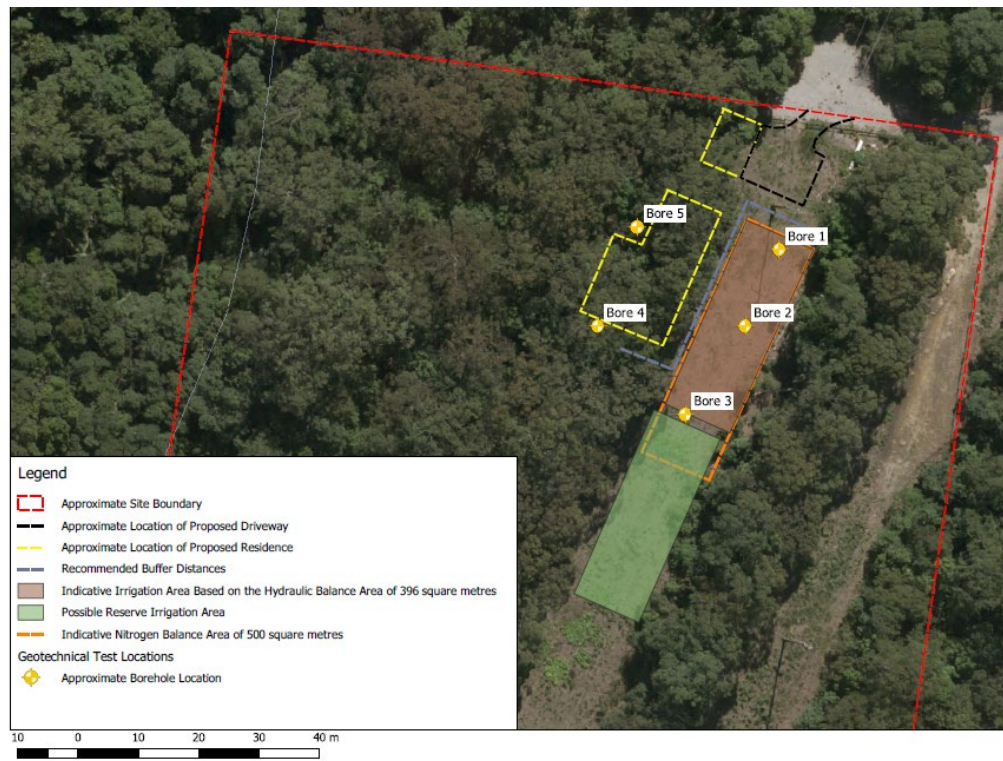 Bore 5
Bore 1
Bore 4
Bore 2
Bore 3
Legend
Approximate Site Boundary
Approximate Location of Proposed Driveway
Approximate Location of Proposed Residence
Recommended Buffer Distances
Indicative Irrigation Area Based on the Hydraulic Balance Area of 396 square metres
Possible Reserve Irrigation Area
Indicative Nitrogen Balance Area of 500 square metres
Geotechnical Test Locations
Approximate Borehole Location
10 0 10 20 30 40 m